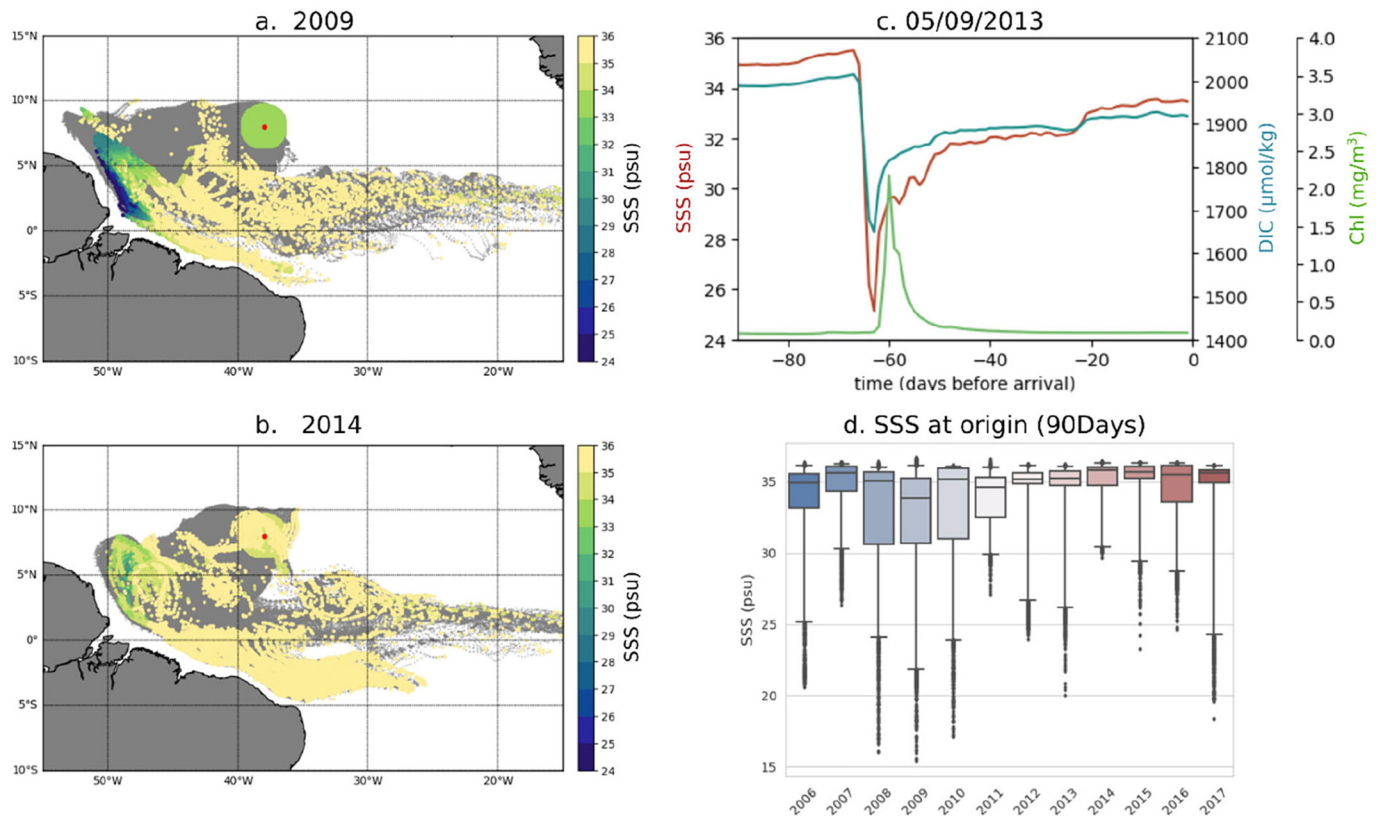 a. 2009
15°N
10°N
5°N
0°
5°S
10°S
50°W
40°W
30°W
20°W
36
35
34
33
32
31
30
29
28
27
26
25
24
SSS (psu)
c. 05/09/2013
36
34
32
30
28
26
24
SSS (psu)
−80
−60
−40
−20
0
time (days before arrival)
2100
2000
1900
1800
1700
1600
1500
1400
DIC (μmol/kg)
4.0
3.5
3.0
2.5
2.0
1.5
1.0
0.5
0.0
Chl (mg/m³)
b. 2014
15°N
10°N
5°N
0°
5°S
10°S
50°W
40°W
30°W
20°W
36
35
34
33
32
31
30
29
28
27
26
25
24
SSS (psu)
d. SSS at origin (90Days)
35
30
25
20
15
SSS (psu)
2006
2007
2008
2009
2010
2011
2012
2013
2014
2015
2016
2017